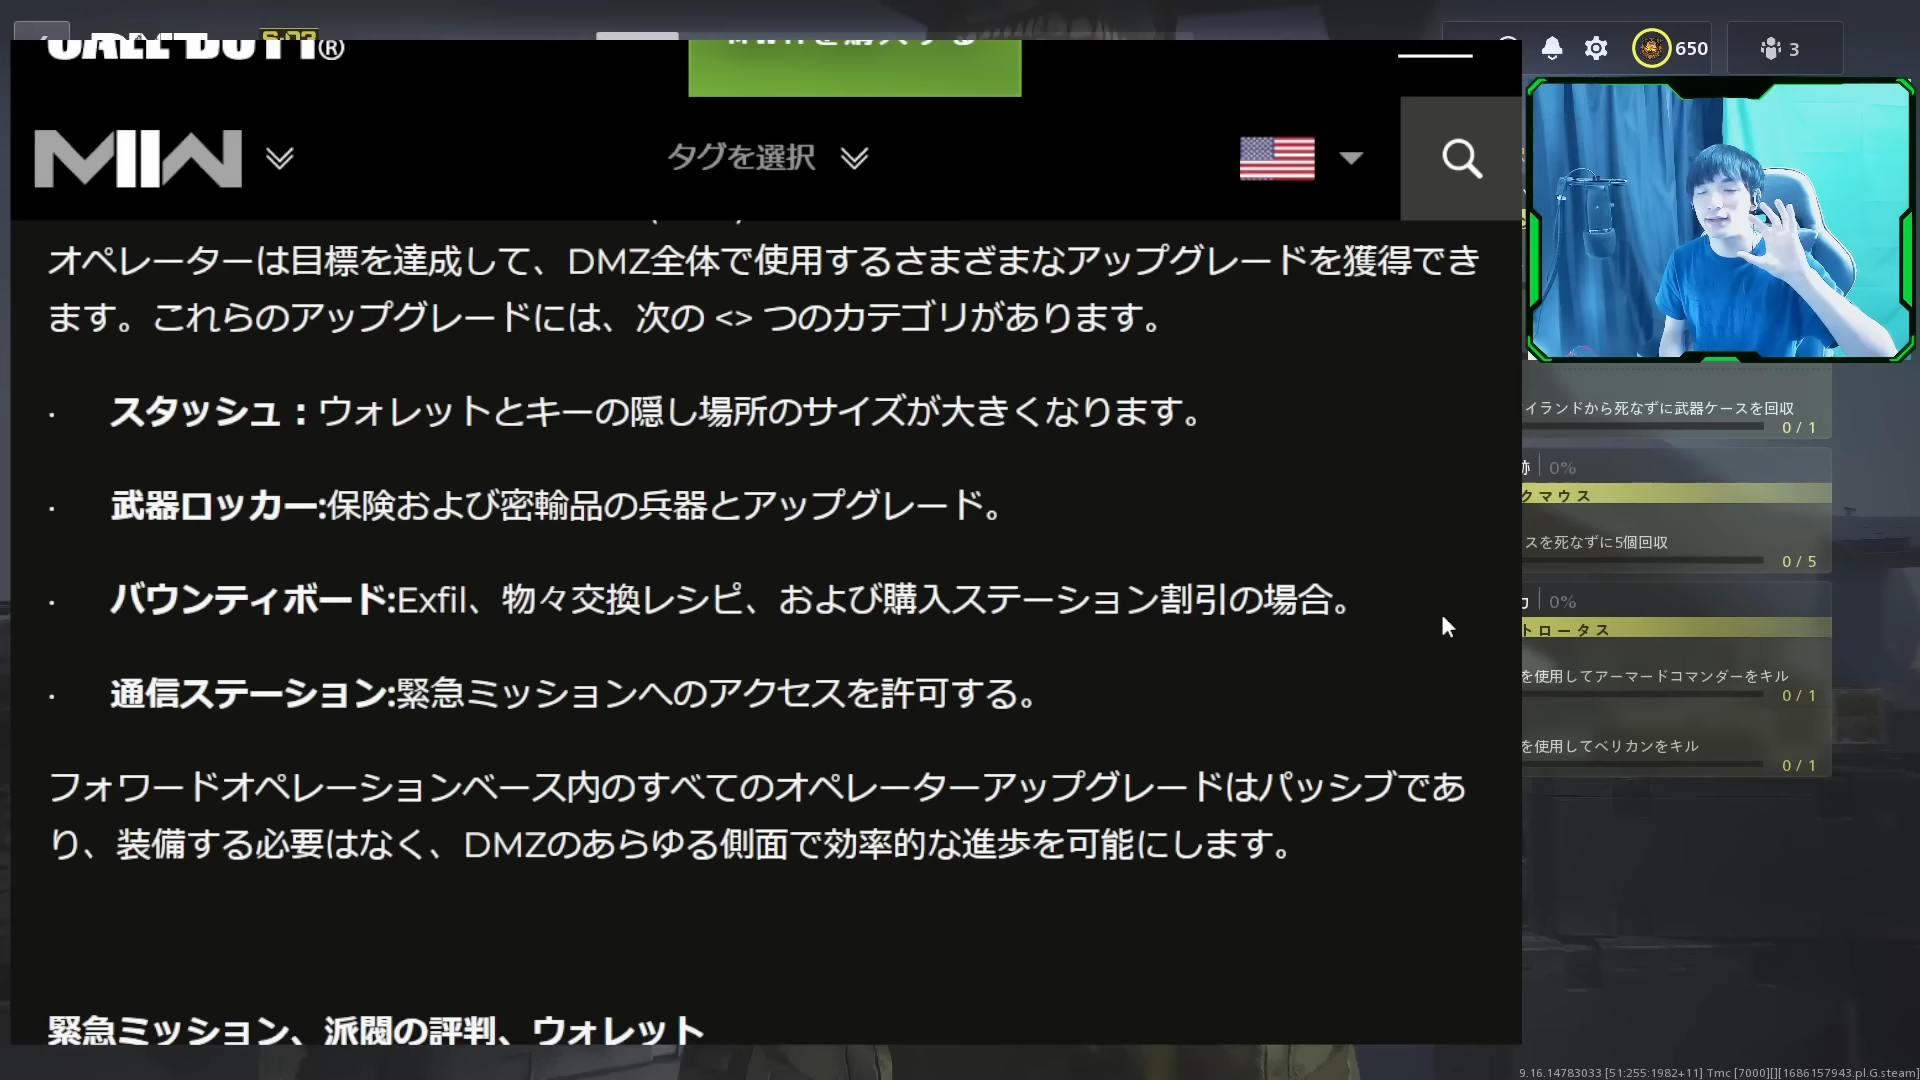 CALL DUTY®
MWIIを購入する
650
3
MIIW
タグを選択
オペレーターは目標を達成して、DMZ全体で使用するさまざまなアップグレードを獲得でき
ます。これらのアップグレードには、次の <> つのカテゴリがあります。
· スタッシュ：ウォレットとキーの隠し場所のサイズが大きくなります。
· 武器ロッカー:保険および密輸品の兵器とアップグレード。
· バウンティボード:Exfil、物々交換レシピ、および購入ステーション割引の場合。
· 通信ステーション:緊急ミッションへのアクセスを許可する。
フォワードオペレーションベース内のすべてのオペレーターアップグレードはパッシブであ
り、装備する必要はなく、DMZのあらゆる側面で効率的な進歩を可能にします。
緊急ミッション、派閥の評判、ウォレット
イランドから死なずに武器ケースを回収
0 / 1
跡 0%
クマウス
スを死なずに5個回収
0 / 5
0%
トロータス
を使用してアーマードコマンダーをキル
0 / 1
を使用してベリカンをキル
0 / 1
9.16.14783033 [51:255:1982+11] Tmc [7000][][1686157943.pl.G.steam]